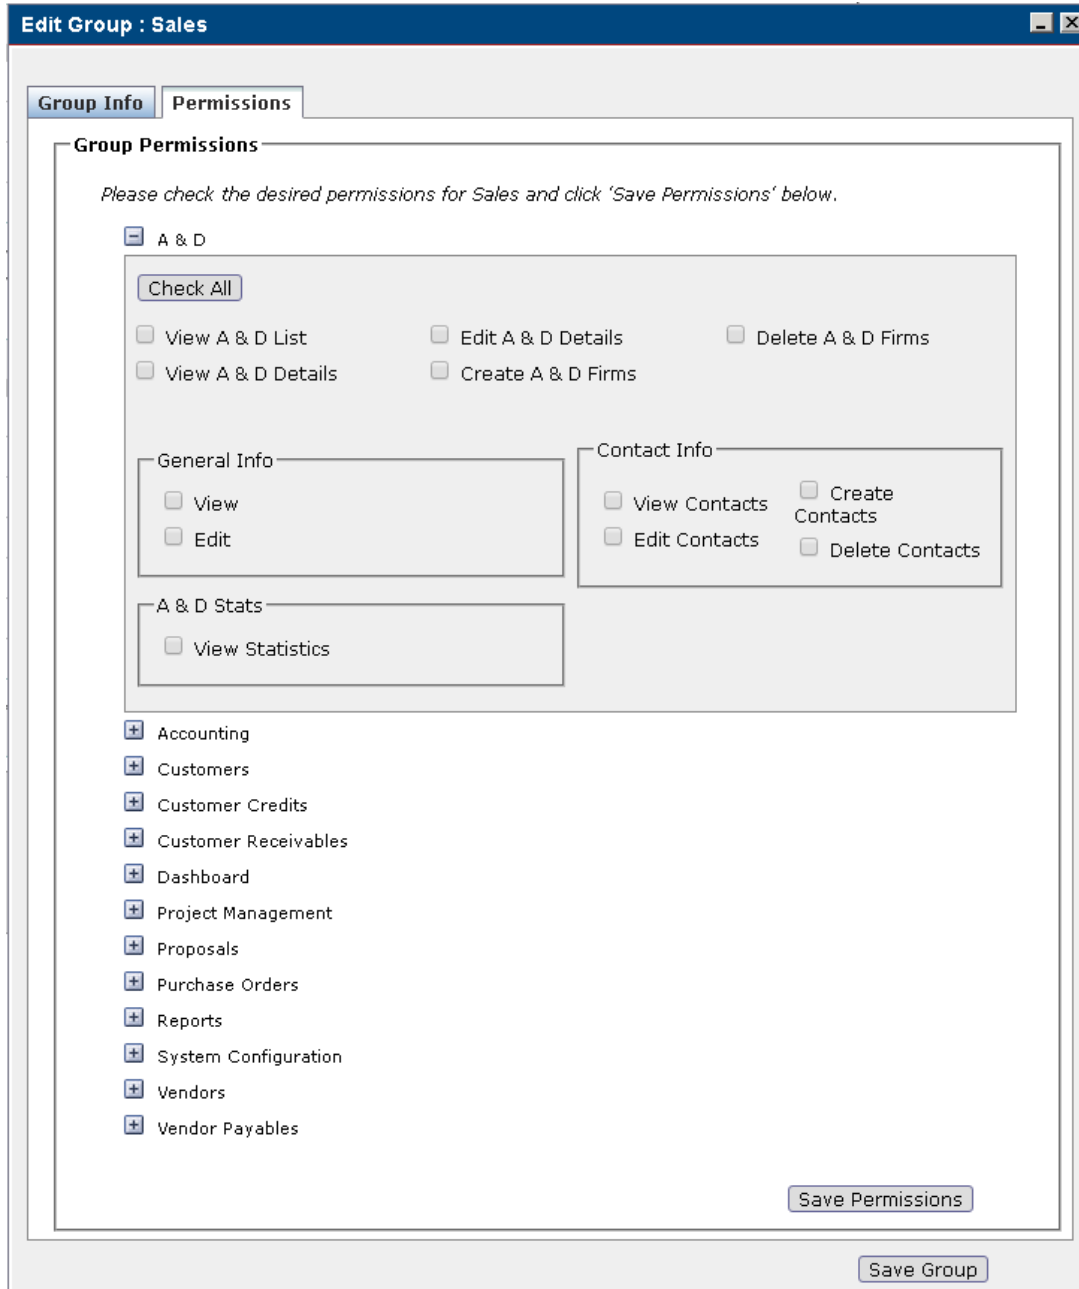 Edit Group : Sales
Group Info
Permissions
Group Permissions
Please check the desired permissions for Sales and click 'Save Permissions' below.
A & D
Check All
View A & D List
Edit A & D Details
Delete A & D Firms
View A & D Details
Create A & D Firms
General Info
View
Edit
Contact Info
View Contacts
Edit Contacts
Create
Contacts
Delete Contacts
A & D Stats
View Statistics
Accounting
Customers
Customer Credits
Customer Receivables
Dashboard
Project Management
Proposals
Purchase Orders
Reports
System Configuration
Vendors
Vendor Payables
Save Permissions
Save Group